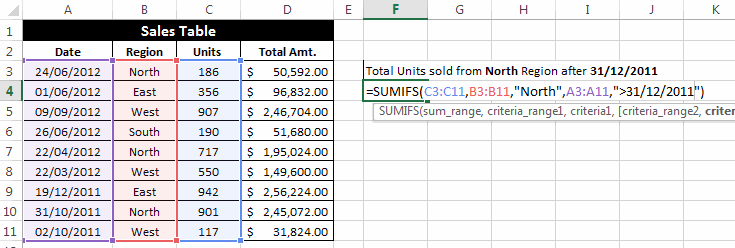 A B C D E F G H I J K
1 Sales Table
2 Date Region Units Total Amt.
3 24/06/2012 North 186 $ 50,592.00 Total Units sold from North Region after 31/12/2011
4 01/06/2012 East 356 $ 96,832.00 =SUMIFS(C3:C11,B3:B11,"North",A3:A11,">31/12/2011")
5 09/09/2012 West 907 $ 2,46,704.00 SUMIFS(sum_range, criteria_range1, criteria1, [criteria_range2, criter
6 26/06/2012 South 190 $ 51,680.00
7 22/04/2012 North 717 $ 1,95,024.00
8 22/03/2012 West 550 $ 1,49,600.00
9 19/12/2011 East 942 $ 2,56,224.00
10 31/10/2011 North 901 $ 2,45,072.00
11 02/10/2011 West 117 $ 31,824.00